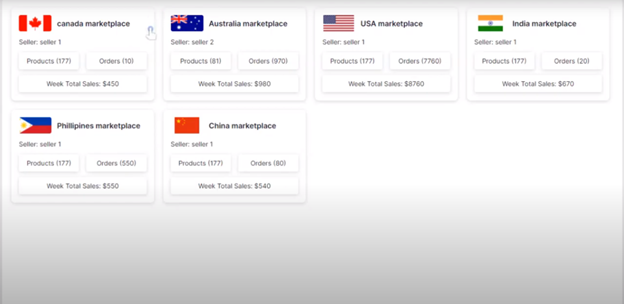 canada marketplace
Seller: seller 1
Products (177) Orders (10)
Week Total Sales: $450
Australia marketplace
Seller: seller 2
Products (81) Orders (970)
Week Total Sales: $980
USA marketplace
Seller: seller 1
Products (177) Orders (7760)
Week Total Sales: $8760
India marketplace
Seller: seller 1
Products (177) Orders (20)
Week Total Sales: $670
Phillipines marketplace
Seller: seller 1
Products (177) Orders (550)
Week Total Sales: $550
China marketplace
Seller: seller 1
Products (177) Orders (80)
Week Total Sales: $540